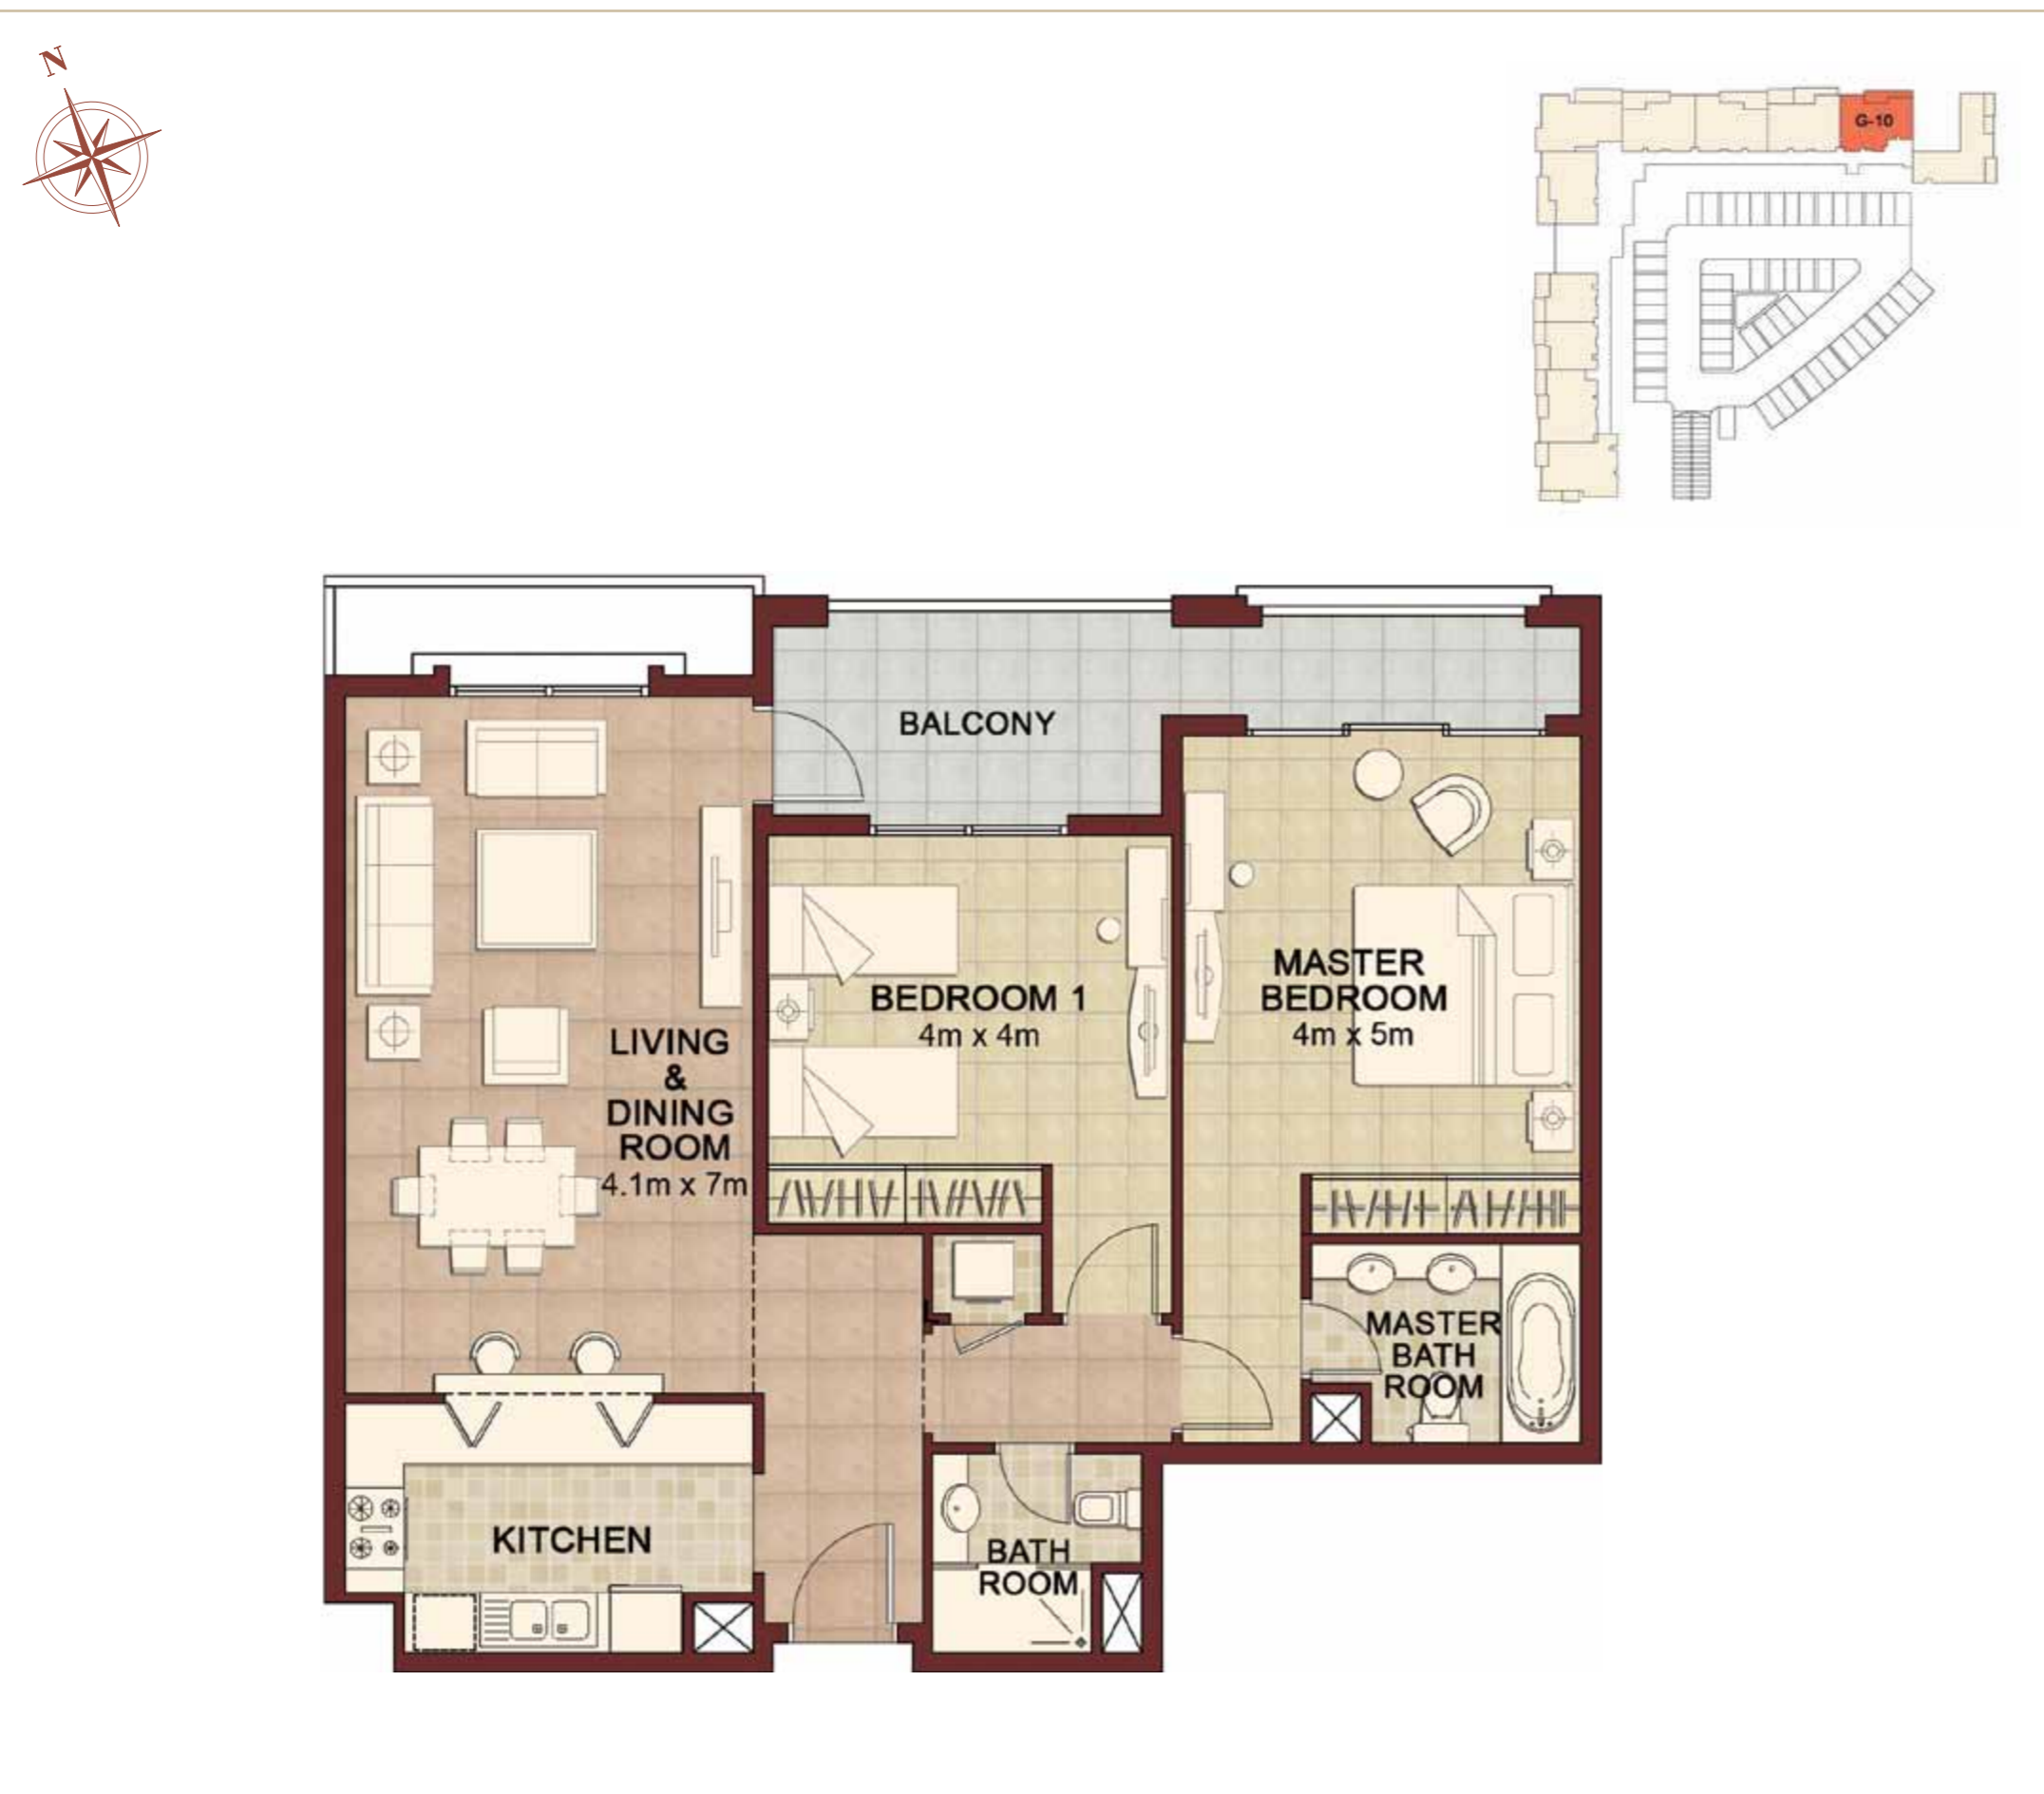 N
G-10
BALCONY
LIVING
&
DINING
ROOM
4.1m x 7m
BEDROOM 1
4m x 4m
MASTER
BEDROOM
4m x 5m
MASTER
BATH
ROOM
KITCHEN
BATH
ROOM